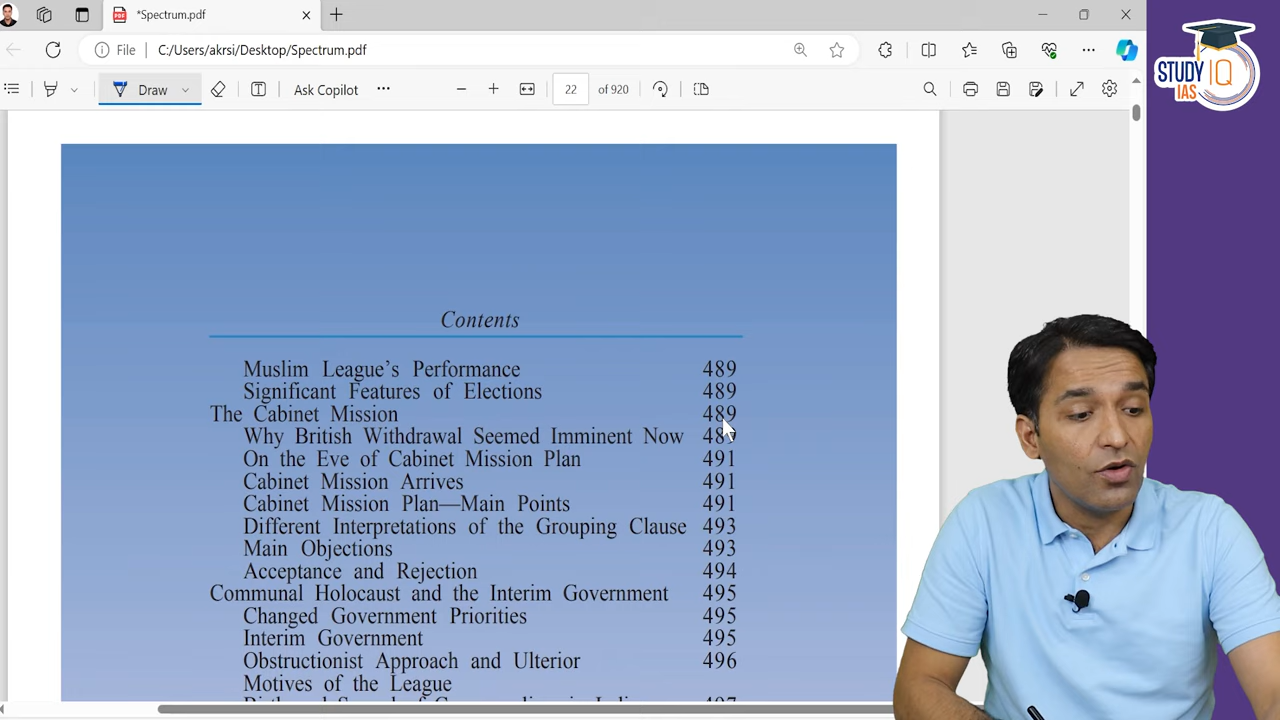 *Spectrum.pdf
File
C:/Users/akrsi/Desktop/Spectrum.pdf
Draw
Ask Copilot
22
of 920
STUDY IQ
IAS
Contents
Muslim League's Performance 489
Significant Features of Elections 489
The Cabinet Mission 489
Why British Withdrawal Seemed Imminent Now 489
On the Eve of Cabinet Mission Plan 491
Cabinet Mission Arrives 491
Cabinet Mission Plan—Main Points 491
Different Interpretations of the Grouping Clause 493
Main Objections 493
Acceptance and Rejection 494
Communal Holocaust and the Interim Government 495
Changed Government Priorities 495
Interim Government 495
Obstructionist Approach and Ulterior 496
Motives of the League